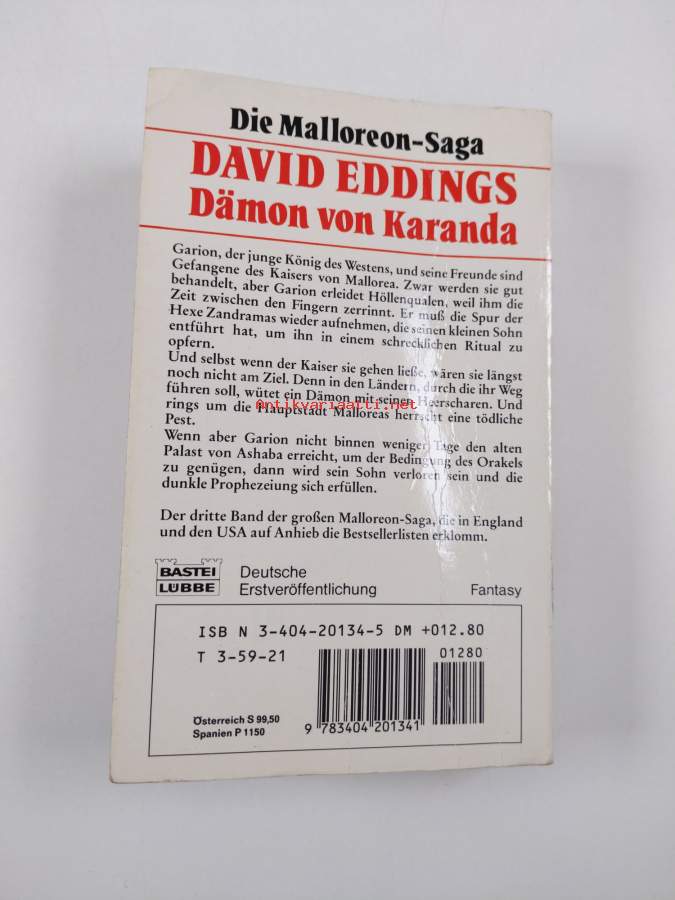 Die Malloreon-Saga
DAVID EDDINGS
Dämon von Karanda
Garion, der junge König des Westens, und seine Freunde sind
Gefangene des Kaisers von Mallorea. Zwar werden sie gut
behandelt, aber Garion erleidet Höllenqualen, weil ihm die
Zeit zwischen den Fingern zerrinnt. Er muß die Spur der
Hexe Zandramas wieder aufnehmen, die seinen kleinen Sohn
entführt hat, um ihn in einem schrecklichen Ritual zu
opfern.
Und selbst wenn der Kaiser sie gehen ließe, wären sie längst
noch nicht am Ziel. Denn in den Ländern, durch die ihr Weg
führen soll, wütet ein Dämon mit seinen Heerscharen. Und
rings um die Hauptstadt Malloreas herrscht eine tödliche
Antikvariaatti.net
Pest.
Wenn aber Garion nicht binnen weniger Tage den alten
Palast von Ashaba erreicht, um der Bedingung des Orakels
zu genügen, dann wird sein Sohn verloren sein und die
dunkle Prophezeiung sich erfüllen.
Der dritte Band der großen Malloreon-Saga, die in England
und den USA auf Anhieb die Bestsellerlisten erklomm.
BASTEI
LÜBBE
Deutsche
Erstveröffentlichung
Fantasy
ISB N 3-404-20134-5 DM +012.80
T 3-59-21
01280
Österreich S 99,50
Spanien P 1150
9 783404 201341